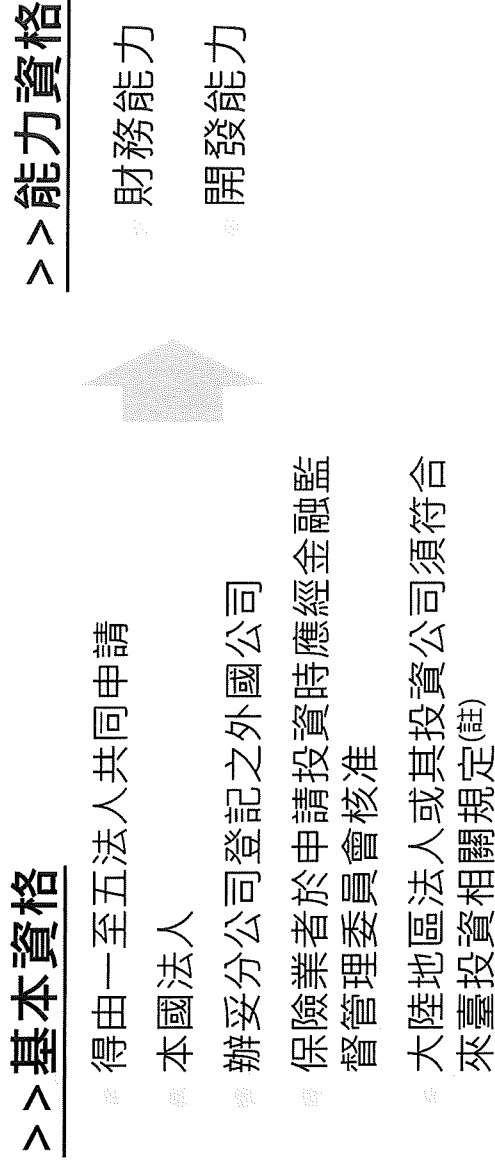 >>基本資格
得由一至五法人共同申請
本國法人
辦妥分公司登記之外國公司
保險業者於申請投資時應經金融監
督管理委員會核准
大陸地區法人或其投資公司須符合
來臺投資相關規定(註)
>>能力資格
財務能力
開發能力